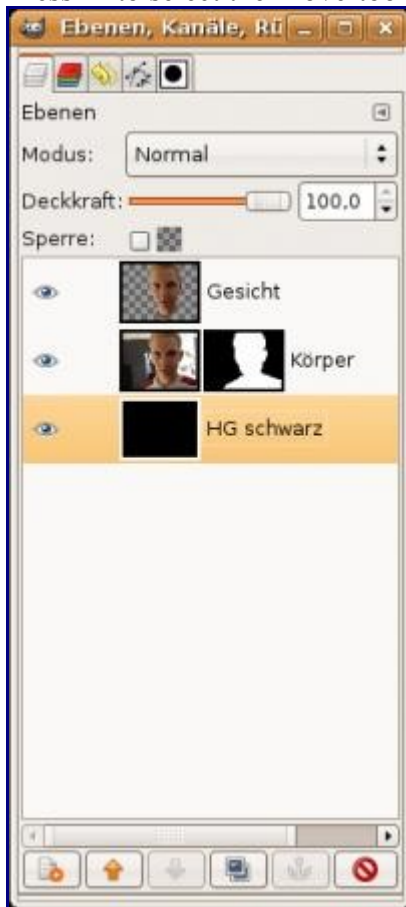 Ebenen, Kanäle, Rü
Ebenen
Modus: Normal
Deckkraft: 100,0
Sperre:
Gesicht
Körper
HG schwarz